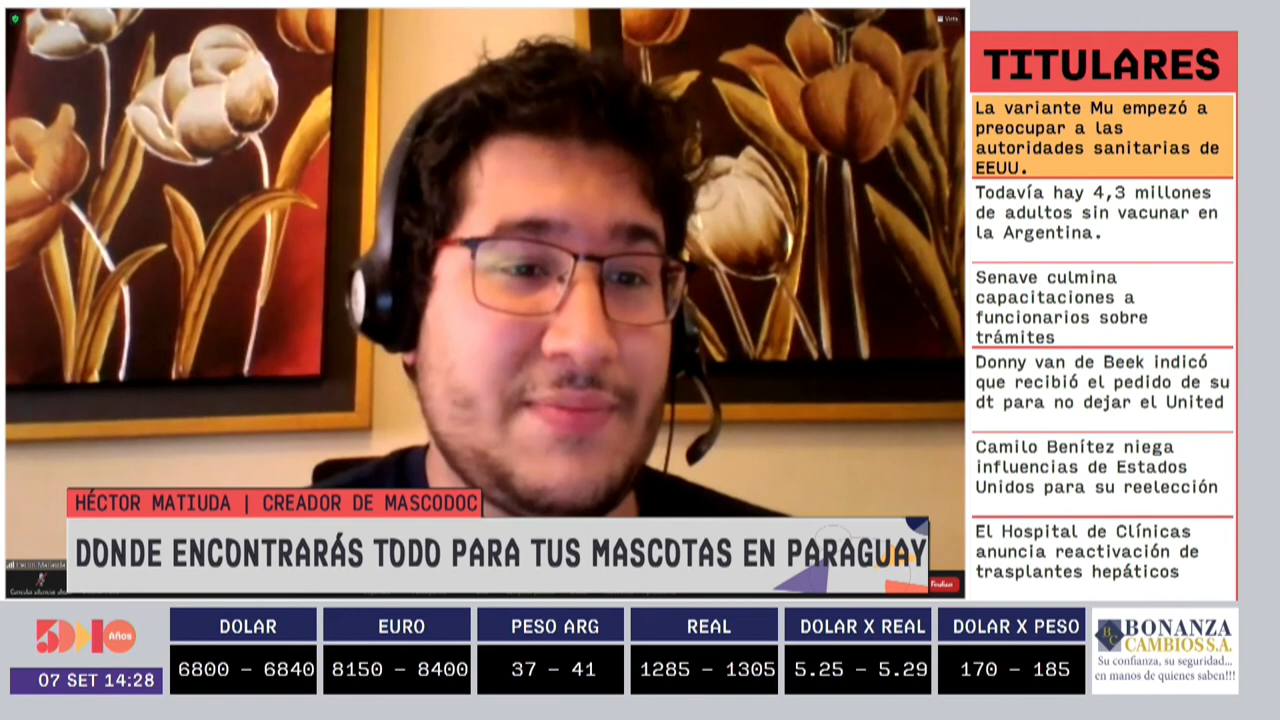 TITULARES
La variante Mu empezó a
preocupar a las
autoridades sanitarias de
EEUU.
Todavía hay 4,3 millones
de adultos sin vacunar en
la Argentina.
Senave culmina
capacitaciones a
funcionarios sobre
trámites
Donny van de Beek indicó
que recibió el pedido de su
dt para no dejar el United
Camilo Benítez niega
influencias de Estados
Unidos para su reelección
El Hospital de Clínicas
anuncia reactivación de
trasplantes hepáticos
HÉCTOR MATIUDA | CREADOR DE MASCODOC
DONDE ENCONTRARÁS TODO PARA TUS MASCOTAS EN PARAGUAY
Finalizar
Años
07 SET 14:28
DOLAR
6800 - 6840
EURO
8150 - 8400
PESO ARG
37 - 41
REAL
1285 - 1305
DOLAR X REAL
5.25 - 5.29
DOLAR X PESO
170 - 185
BONANZA
CAMBIOS S.A.
Su confianza, su seguridad...
en manos de quienes saben!!!